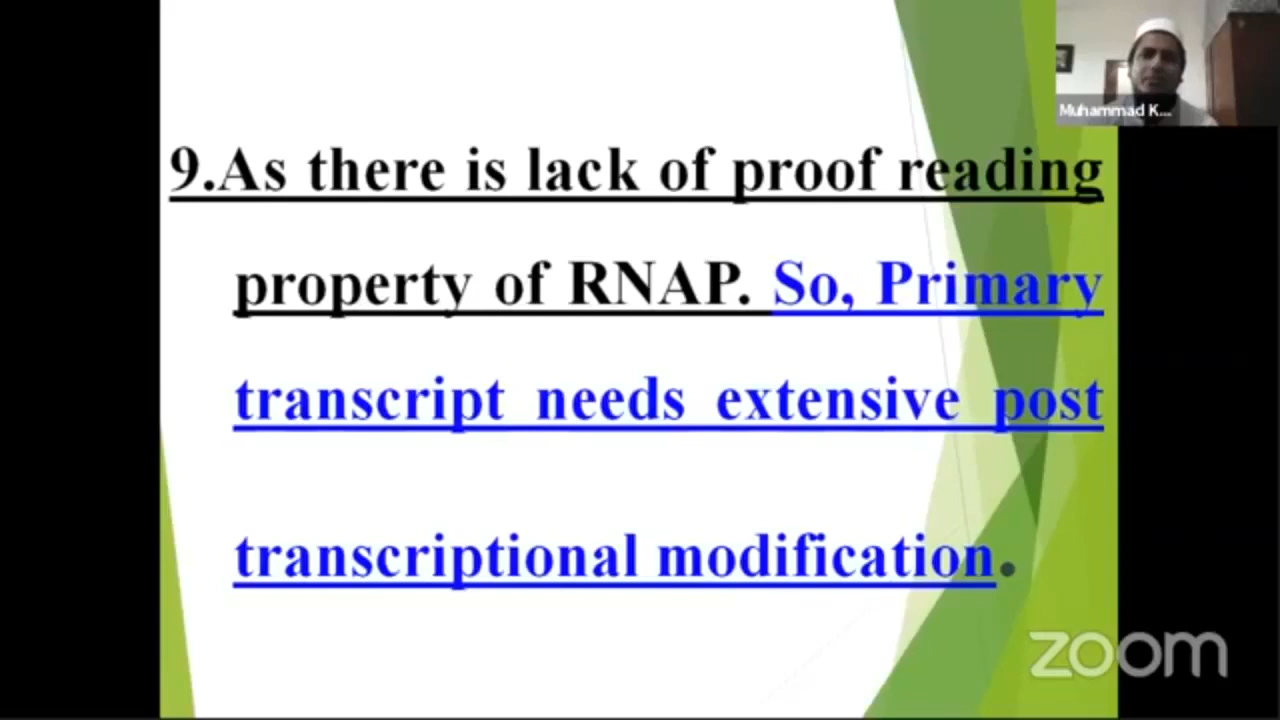 Muhammad K...
9.As there is lack of proof reading
property of RNAP. So, Primary
transcript needs extensive post
transcriptional modification.
zoom